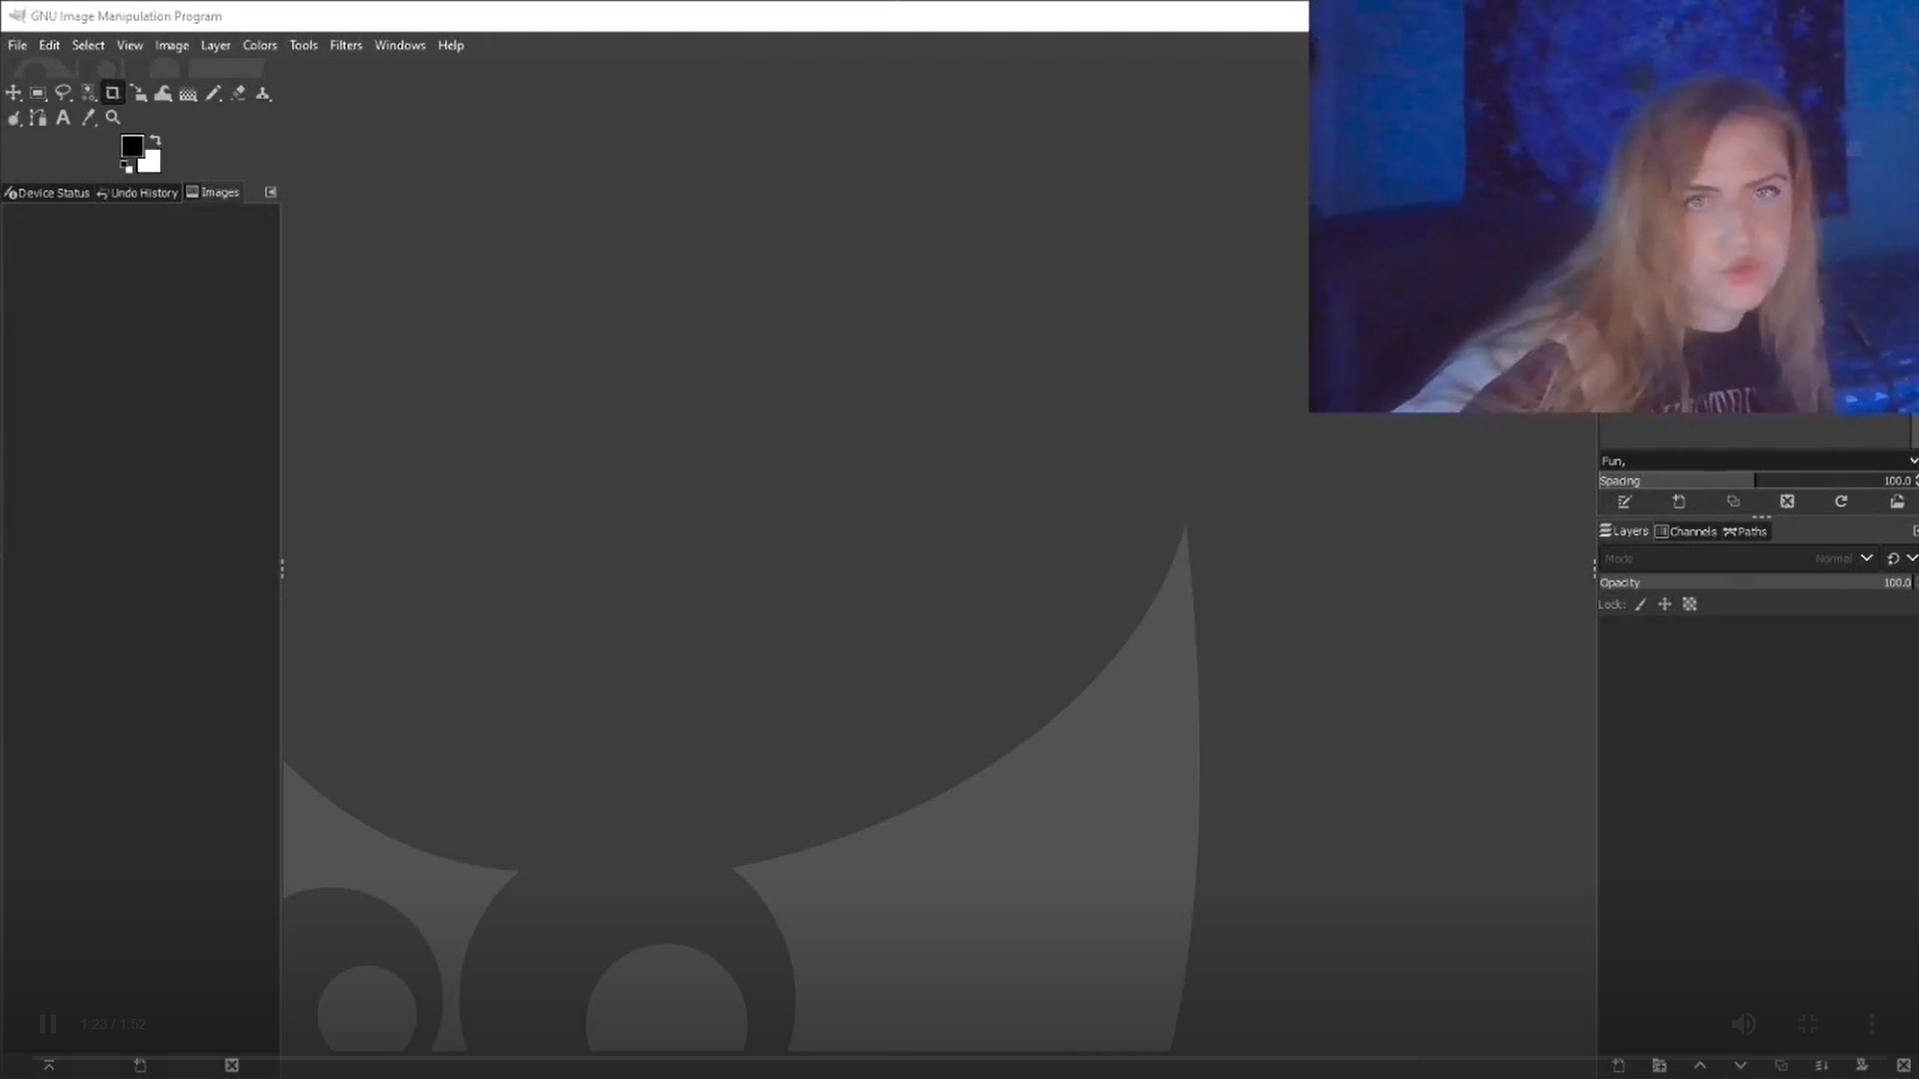 GNU Image Manipulation Program
File Edit Select View Image Layer Colors Tools Filters Windows Help
Device Status Undo History Images
Fun,
Spacing 100.0
Layers Channels Paths
Mode Normal
Opacity 100.0
Lock:
1:23 / 1:52